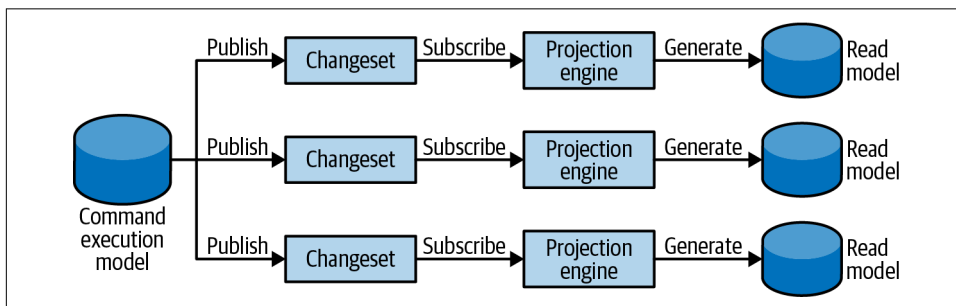 Publish
Changeset
Subscribe
Projection
engine
Generate
Read
model
Publish
Changeset
Subscribe
Projection
engine
Generate
Read
model
Command
execution
model
Publish
Changeset
Subscribe
Projection
engine
Generate
Read
model